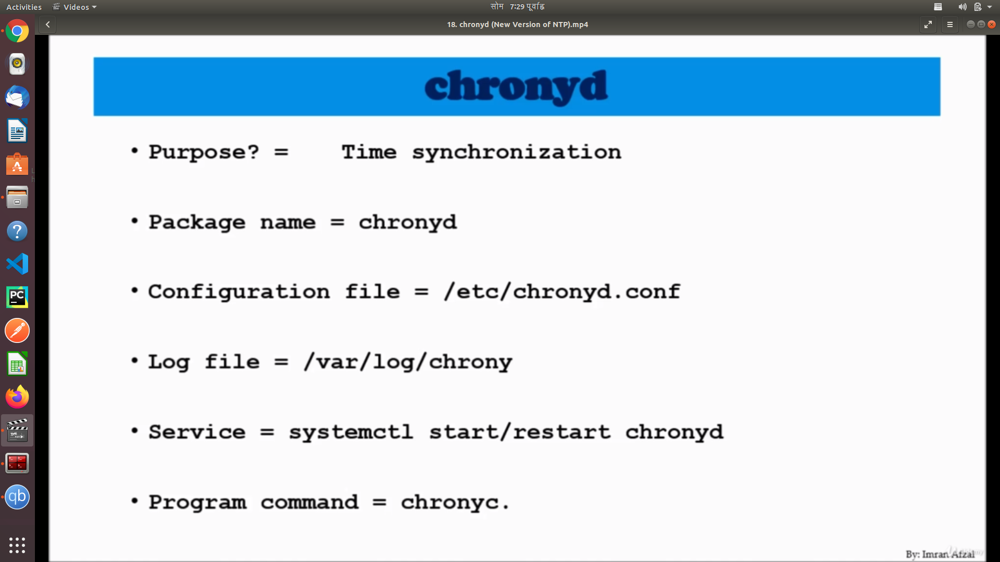 Activities Videos सोम 7:29 पूर्वाह्न
18. chronyd (New Version of NTP).mp4
chronyd
• Purpose? = Time synchronization
• Package name = chronyd
• Configuration file = /etc/chronyd.conf
• Log file = /var/log/chrony
• Service = systemctl start/restart chronyd
• Program command = chronyc.
By: Imran Afzal